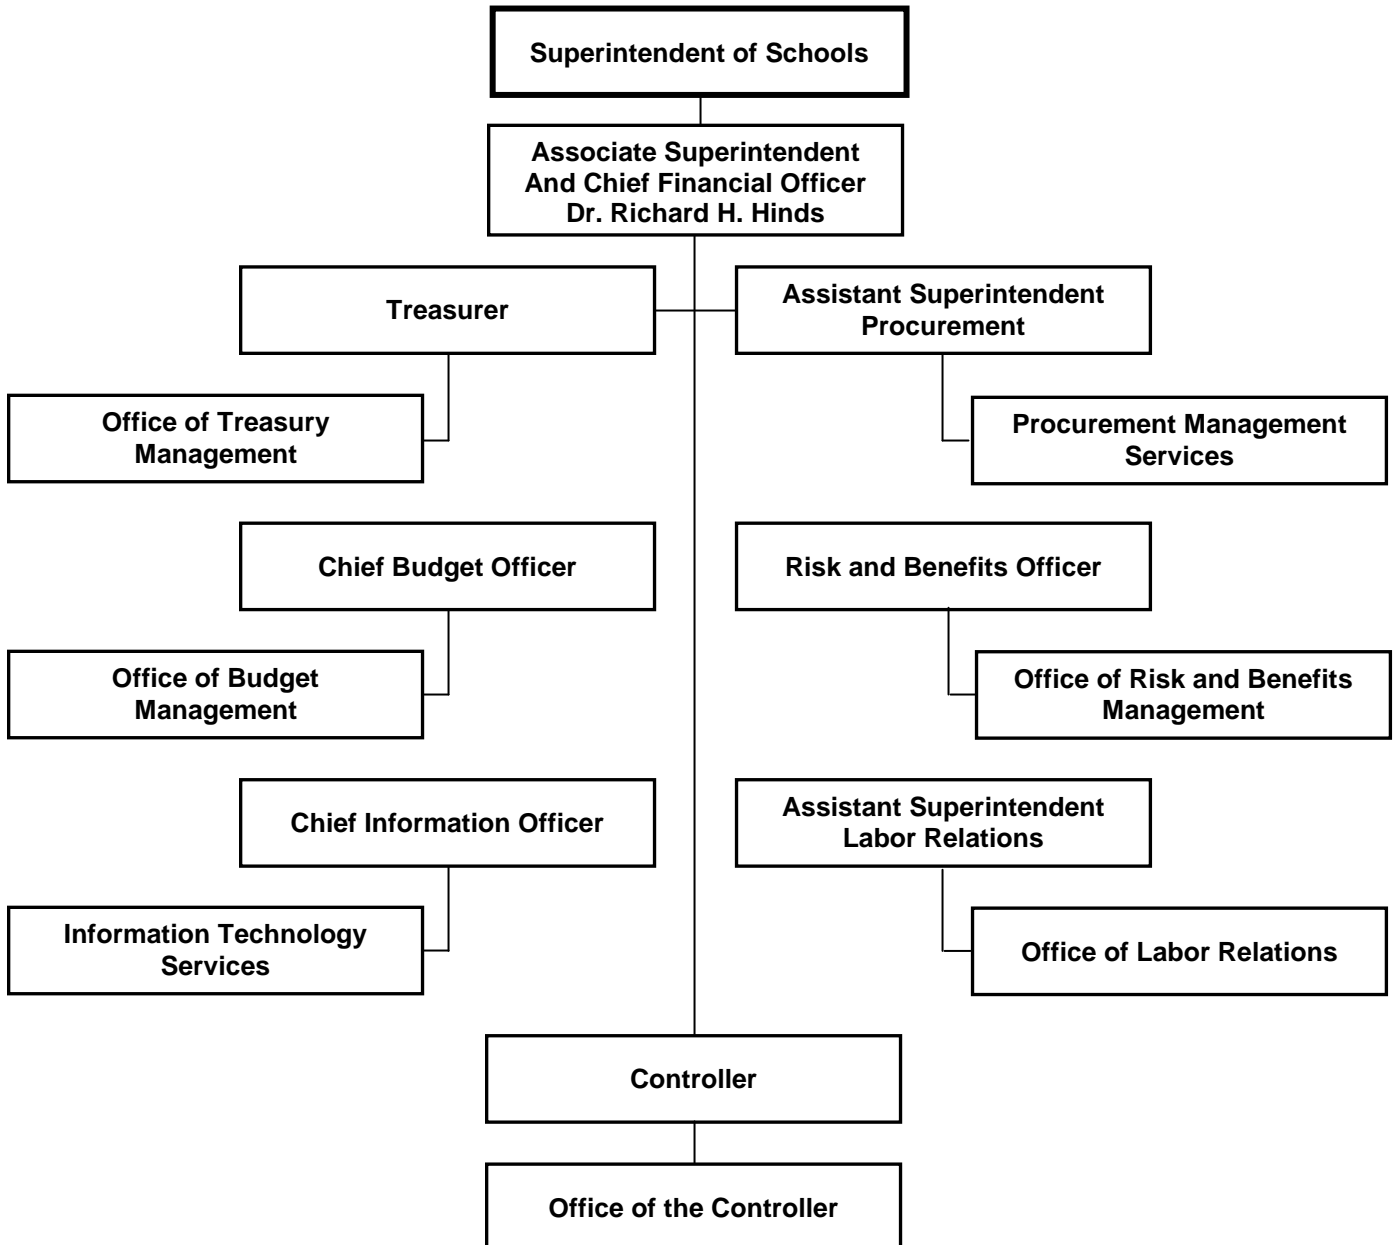 Superintendent of Schools
Associate Superintendent
And Chief Financial Officer
Dr. Richard H. Hinds
Treasurer
Assistant Superintendent
Procurement
Office of Treasury
Management
Procurement Management
Services
Chief Budget Officer
Risk and Benefits Officer
Office of Budget
Management
Office of Risk and Benefits
Management
Chief Information Officer
Assistant Superintendent
Labor Relations
Information Technology
Services
Office of Labor Relations
Controller
Office of the Controller